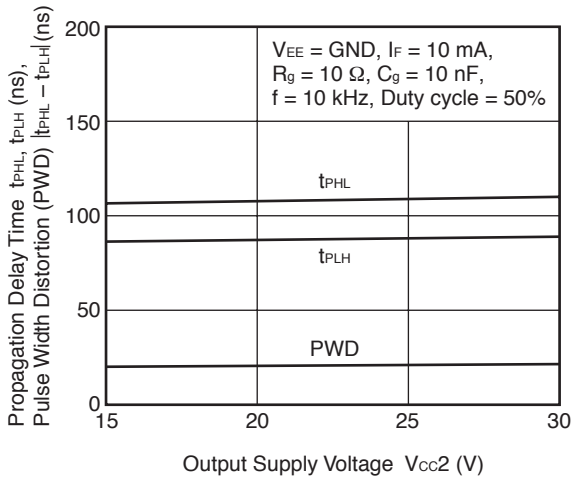 Propagation Delay Time tPHL, tPLH (ns),
Pulse Width Distortion (PWD) |tPHL – tPLH|(ns)
200
150
100
50
0
VEE = GND, IF = 10 mA,
Rg = 10 Ω, Cg = 10 nF,
f = 10 kHz, Duty cycle = 50%
tPHL
tPLH
PWD
15
20
25
30
Output Supply Voltage VCC2 (V)